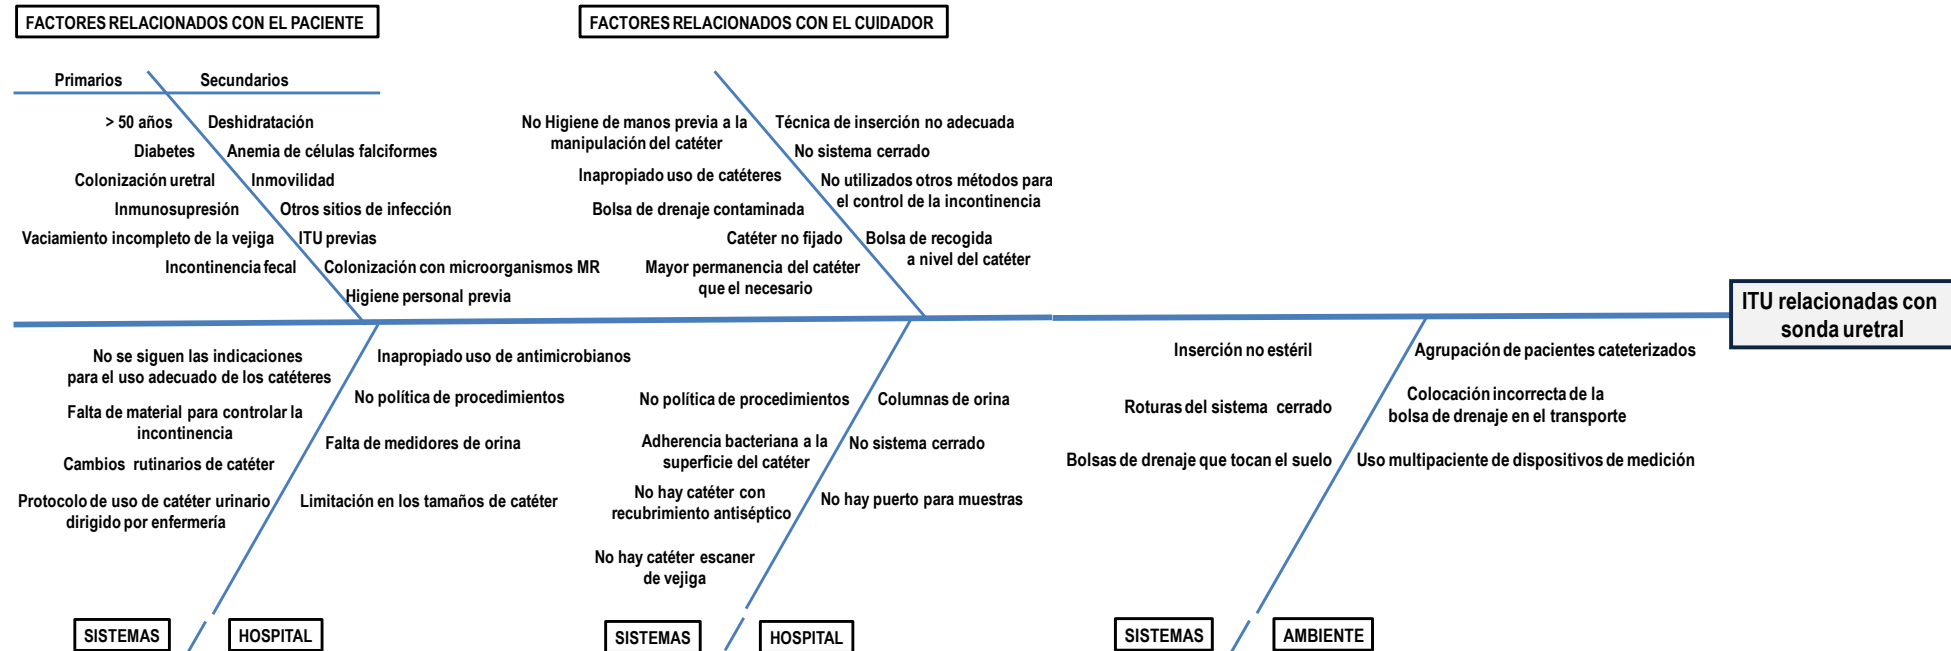 FACTORES RELACIONADOS CON EL PACIENTE
Primarios
Secundarios
> 50 años
Diabetes
Colonización uretral
Inmunosupresión
Vaciamiento incompleto de la vejiga
Incontinencia fecal
Deshidratación
Anemia de células falciformes
Inmovilidad
Otros sitios de infección
ITU previas
Colonización con microorganismos MR
Higiene personal previa
FACTORES RELACIONADOS CON EL CUIDADOR
No Higiene de manos previa a la
manipulación del catéter
Inapropiado uso de catéteres
Bolsa de drenaje contaminada
Catéter no fijado
Mayor permanencia del catéter
que el necesario
Técnica de inserción no adecuada
No sistema cerrado
No utilizados otros métodos para
el control de la incontinencia
Bolsa de recogida
a nivel del catéter
ITU relacionadas con
sonda uretral
No se siguen las indicaciones
para el uso adecuado de los catéteres
Falta de material para controlar la
incontinencia
Cambios rutinarios de catéter
Protocolo de uso de catéter urinario
dirigido por enfermería
Inapropiado uso de antimicrobianos
No política de procedimientos
Falta de medidores de orina
Limitación en los tamaños de catéter
SISTEMAS
HOSPITAL
No política de procedimientos
Adherencia bacteriana a la
superficie del catéter
No hay catéter con
recubrimiento antiséptico
No hay catéter escaner
de vejiga
Columnas de orina
No sistema cerrado
No hay puerto para muestras
SISTEMAS
HOSPITAL
Inserción no estéril
Roturas del sistema cerrado
Bolsas de drenaje que tocan el suelo
Agrupación de pacientes cateterizados
Colocación incorrecta de la
bolsa de drenaje en el transporte
Uso multipaciente de dispositivos de medición
SISTEMAS
AMBIENTE